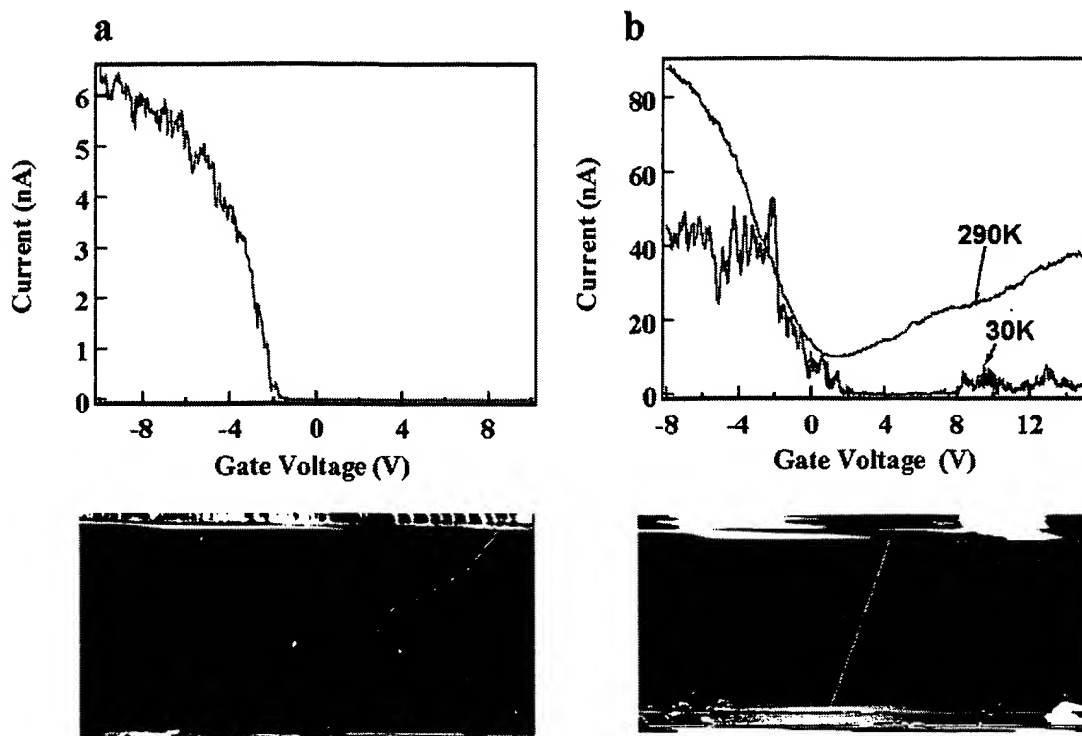 a
6
5
4
3
2
1
0
Current (nA)
-8 -4 0 4 8
Gate Voltage (V)
b
80
60
40
20
0
Current (nA)
290K
30K
-8 -4 0 4 8 12
Gate Voltage (V)